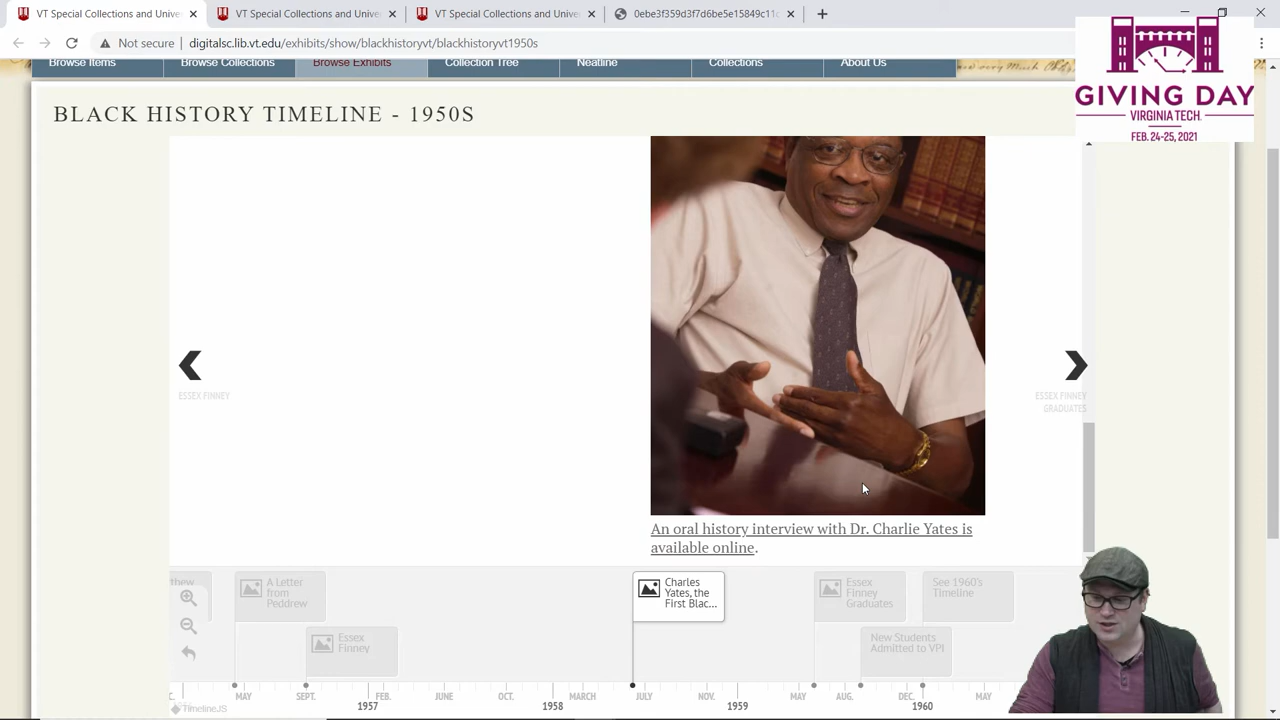 VT Special Collections and Unive
VT Special Collections and Unive
VT Special Collections and Unive
0ebe3f359d3f7d6be5e15849c11c
Not secure
digitalsc.lib.vt.edu/exhibits/show/blackhistoryvt/
Browse Items
Browse Collections
Browse Exhibits
Collection Tree
Neatline
Collections
About Us
GIVING DAY
VIRGINIA TECH.
FEB. 24-25, 2021
BLACK HISTORY TIMELINE - 1950S
ESSEX FINNEY
ESSEX FINNEY
GRADUATES
An oral history interview with Dr. Charlie Yates is
available online.
thew
A Letter
from
Peddrew
Charles
Yates, the
First Blac...
Essex
Finney
Graduates
See 1960's
Timeline
Essex
Finney
New Students
Admitted to VPI
MAY
SEPT.
FEB.
JUNE
OCT.
MARCH
JULY
NOV.
MAY
AUG.
DEC.
MAY
1957
1958
1959
1960
TimelineJS